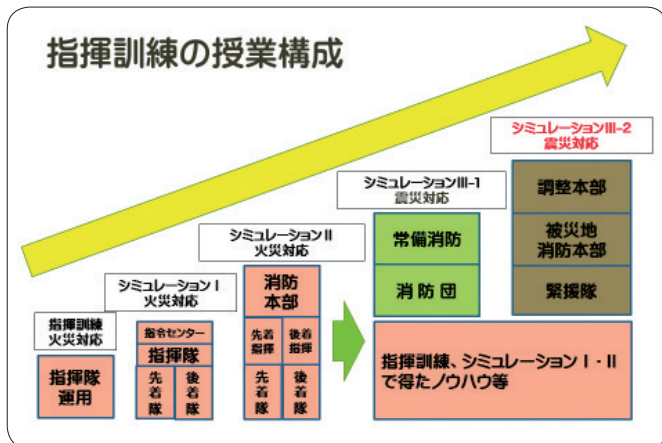 指揮訓練の授業構成
指揮訓練
火災対応
指揮隊
運用
シミュレーションⅠ
火災対応
指令センター
指揮隊
先着隊
後着隊
シミュレーションⅡ
火災対応
消防
本部
先着
指揮
後着
指揮
先着隊
後着隊
シミュレーションⅢ-1
震災対応
常備消防
消防団
シミュレーションⅢ-2
震災対応
調整本部
被災地
消防本部
緊援隊
指揮訓練、シミュレーションⅠ・Ⅱ
で得たノウハウ等